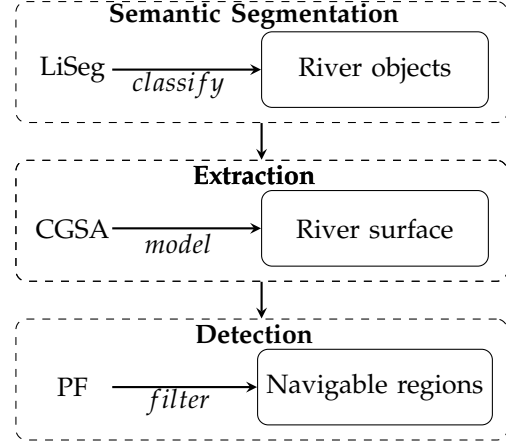 Semantic Segmentation
LiSeg classify River objects
Extraction
CGSA model River surface
Detection
PF filter Navigable regions